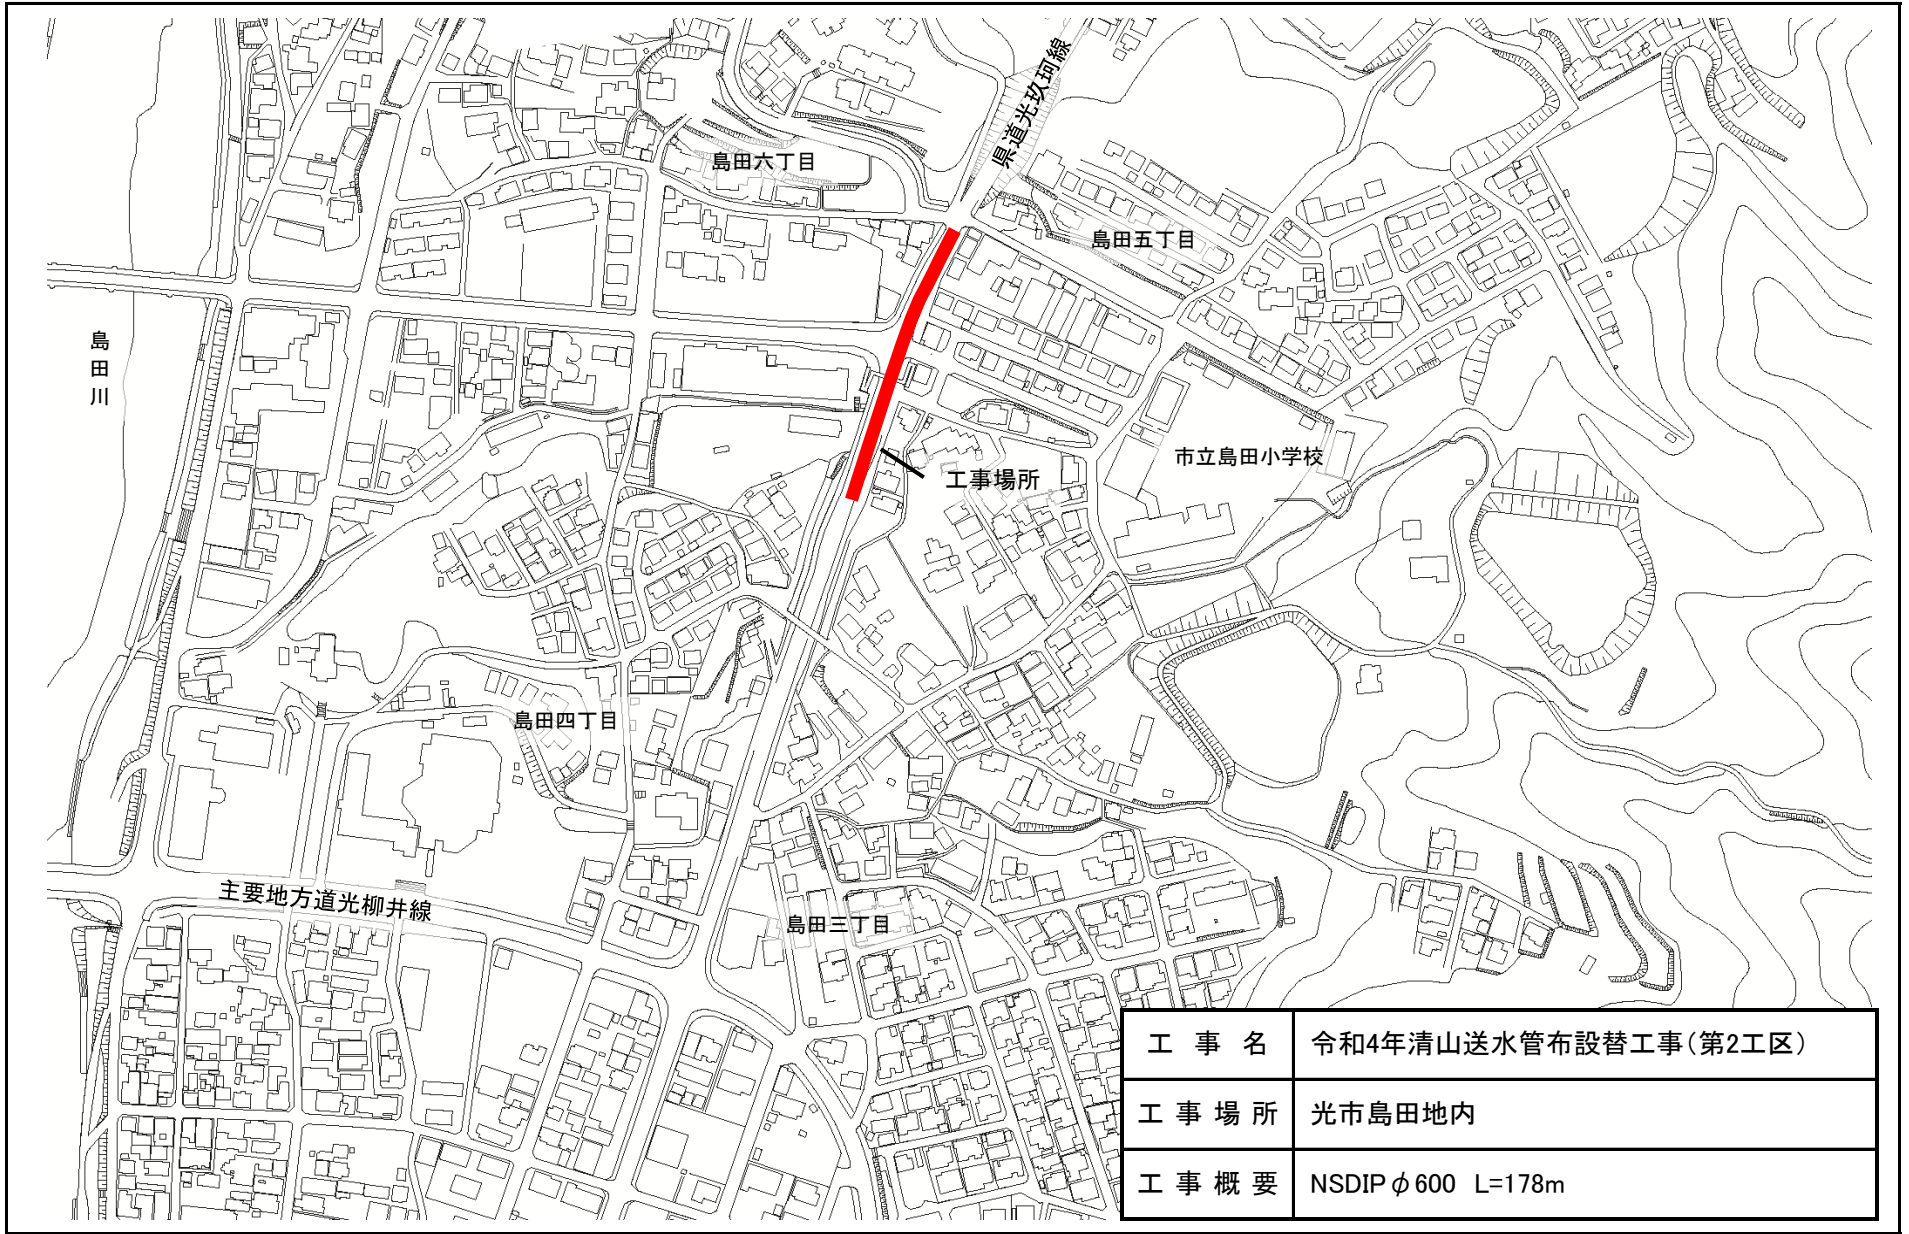 県道光玖珂線
島田六丁目
島田五丁目
島
田
川
市立島田小学校
工事場所
島田四丁目
主要地方道光柳井線
島田三丁目
工事名 令和4年清山送水管布設替工事(第2工区)
工事場所 光市島田地内
工事概要 NSDIPφ600 L=178m